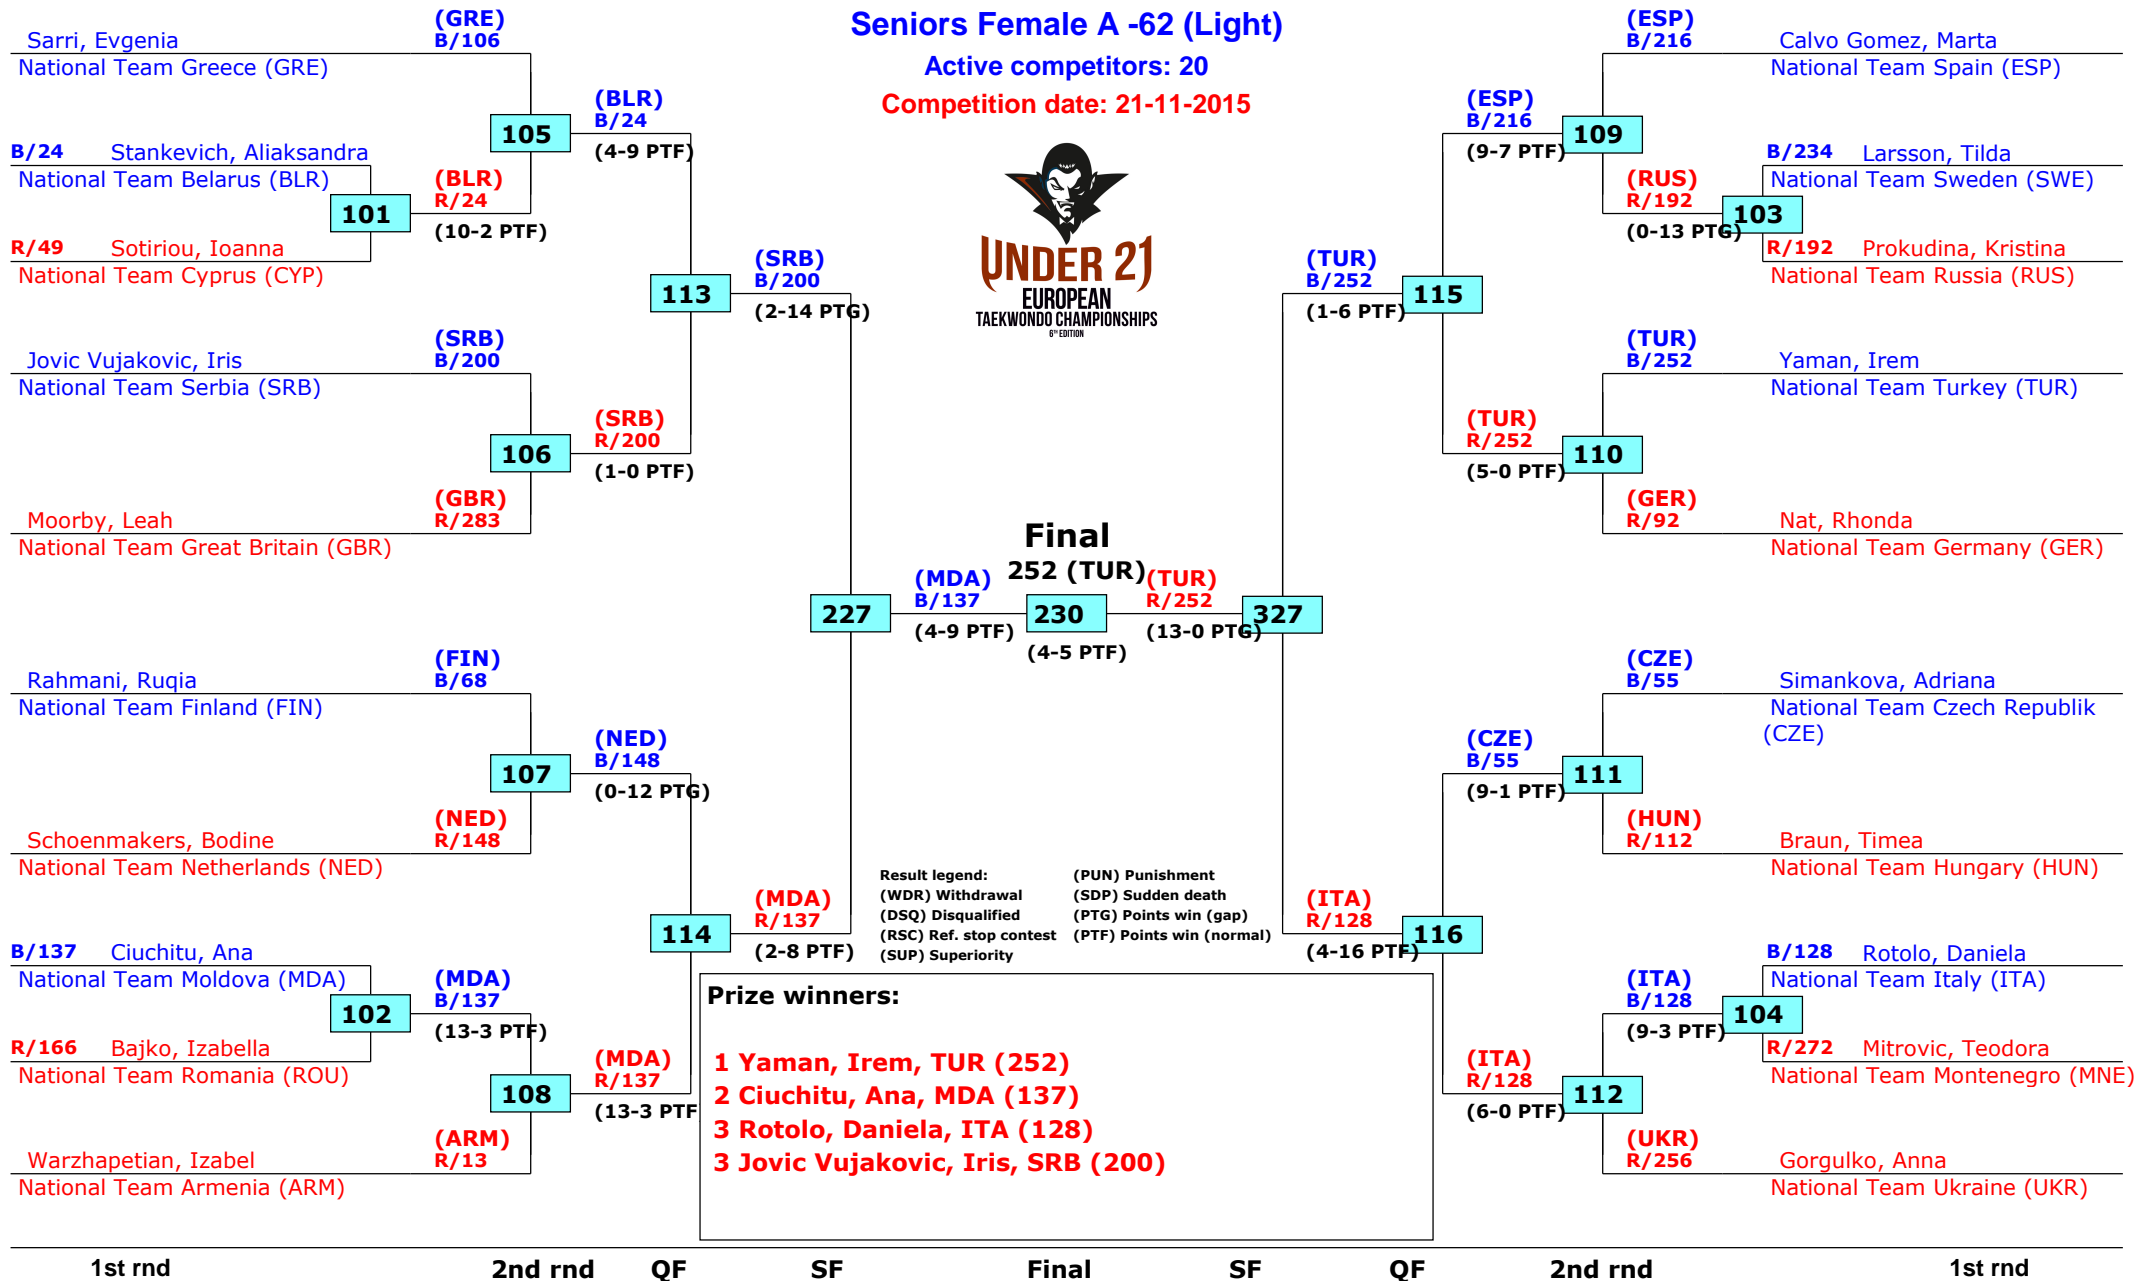 Seniors Female A -62 (Light)
Active competitors: 20
Competition date: 21-11-2015
UNDER 21
EUROPEAN
TAEKWONDO CHAMPIONSHIPS
6TH EDITION
(GRE)
Sarri, Evgenia B/106
National Team Greece (GRE)
105
(BLR)
B/24
(4-9 PTF)
B/24 Stankevich, Aliaksandra
National Team Belarus (BLR)
101
(BLR)
R/24
(10-2 PTF)
R/49 Sotiriou, Ioanna
National Team Cyprus (CYP)
113
(SRB)
B/200
(2-14 PTG)
(SRB)
Jovic Vujakovic, Iris B/200
National Team Serbia (SRB)
106
(SRB)
R/200
(1-0 PTF)
(GBR)
Moorby, Leah R/283
National Team Great Britain (GBR)
227
(MDA)
B/137
(4-9 PTF)
(FIN)
Rahmani, Ruqia B/68
National Team Finland (FIN)
107
(NED)
B/148
(0-12 PTG)
(NED)
Schoenmakers, Bodine R/148
National Team Netherlands (NED)
114
(MDA)
R/137
(2-8 PTF)
B/137 Ciuchitu, Ana
National Team Moldova (MDA)
102
(MDA)
B/137
(13-3 PTF)
R/166 Bajko, Izabella
National Team Romania (ROU)
108
(MDA)
R/137
(13-3 PTF
(ARM)
Warzhapetian, Izabel R/13
National Team Armenia (ARM)
Final
252 (TUR)
230
(4-5 PTF)
(TUR)
R/252
(13-0 PTG)
327
(ESP)
B/216 Calvo Gomez, Marta
National Team Spain (ESP)
(ESP)
B/216
(9-7 PTF)
109
B/234 Larsson, Tilda
National Team Sweden (SWE)
(RUS)
R/192
(0-13 PTG)
103
R/192 Prokudina, Kristina
National Team Russia (RUS)
(TUR)
B/252
(1-6 PTF)
115
(TUR)
B/252 Yaman, Irem
National Team Turkey (TUR)
(TUR)
R/252
(5-0 PTF)
110
(GER)
R/92 Nat, Rhonda
National Team Germany (GER)
(CZE)
B/55 Simankova, Adriana
National Team Czech Republik
(CZE)
(CZE)
B/55
(9-1 PTF)
111
(HUN)
R/112 Braun, Timea
National Team Hungary (HUN)
(ITA)
R/128
(4-16 PTF)
116
B/128 Rotolo, Daniela
National Team Italy (ITA)
(ITA)
B/128
(9-3 PTF)
104
R/272 Mitrovic, Teodora
National Team Montenegro (MNE)
(ITA)
R/128
(6-0 PTF)
112
(UKR)
R/256 Gorgulko, Anna
National Team Ukraine (UKR)
Result legend: (PUN) Punishment
(WDR) Withdrawal (SDP) Sudden death
(DSQ) Disqualified (PTG) Points win (gap)
(RSC) Ref. stop contest (PTF) Points win (normal)
(SUP) Superiority
Prize winners:
1 Yaman, Irem, TUR (252)
2 Ciuchitu, Ana, MDA (137)
3 Rotolo, Daniela, ITA (128)
3 Jovic Vujakovic, Iris, SRB (200)
1st rnd 2nd rnd QF SF Final SF QF 2nd rnd 1st rnd